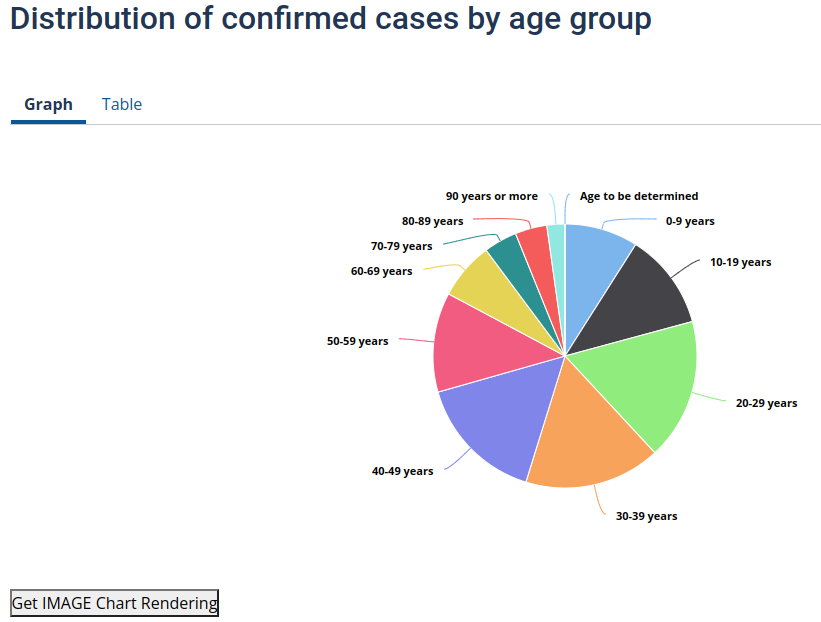 Distribution of confirmed cases by age group
Graph Table
90 years or more
Age to be determined
80-89 years
0-9 years
70-79 years
10-19 years
60-69 years
50-59 years
20-29 years
40-49 years
30-39 years
Get IMAGE Chart Rendering